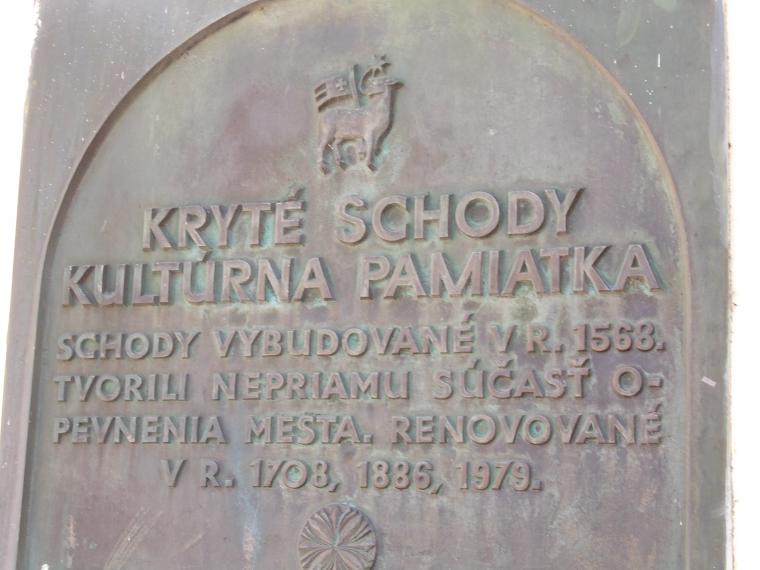 KRYTÉ SCHODY
KULTÚRNA PAMIATKA
SCHODY VYBUDOVANÉ V R. 1568.
TVORILI NEPRIAMU SÚČASŤ O-
PEVNENIA MESTA. RENOVOVANÉ
V R. 1708, 1886, 1979.